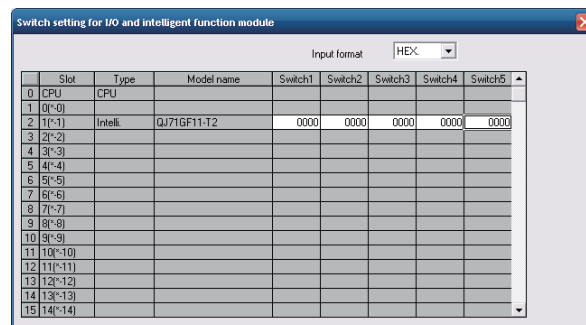 Switch setting for I/O and intelligent function module
Input format HEX.
Slot Type Model name Switch1 Switch2 Switch3 Switch4 Switch5
0 CPU CPU
1 0(*-0)
2 1(*-1) Intelli. QJ71GF11-T2 0000 0000 0000 0000 0000
3 2(*-2)
4 3(*-3)
5 4(*-4)
6 5(*-5)
7 6(*-6)
8 7(*-7)
9 8(*-8)
10 9(*-9)
11 10(*-10)
12 11(*-11)
13 12(*-12)
14 13(*-13)
15 14(*-14)